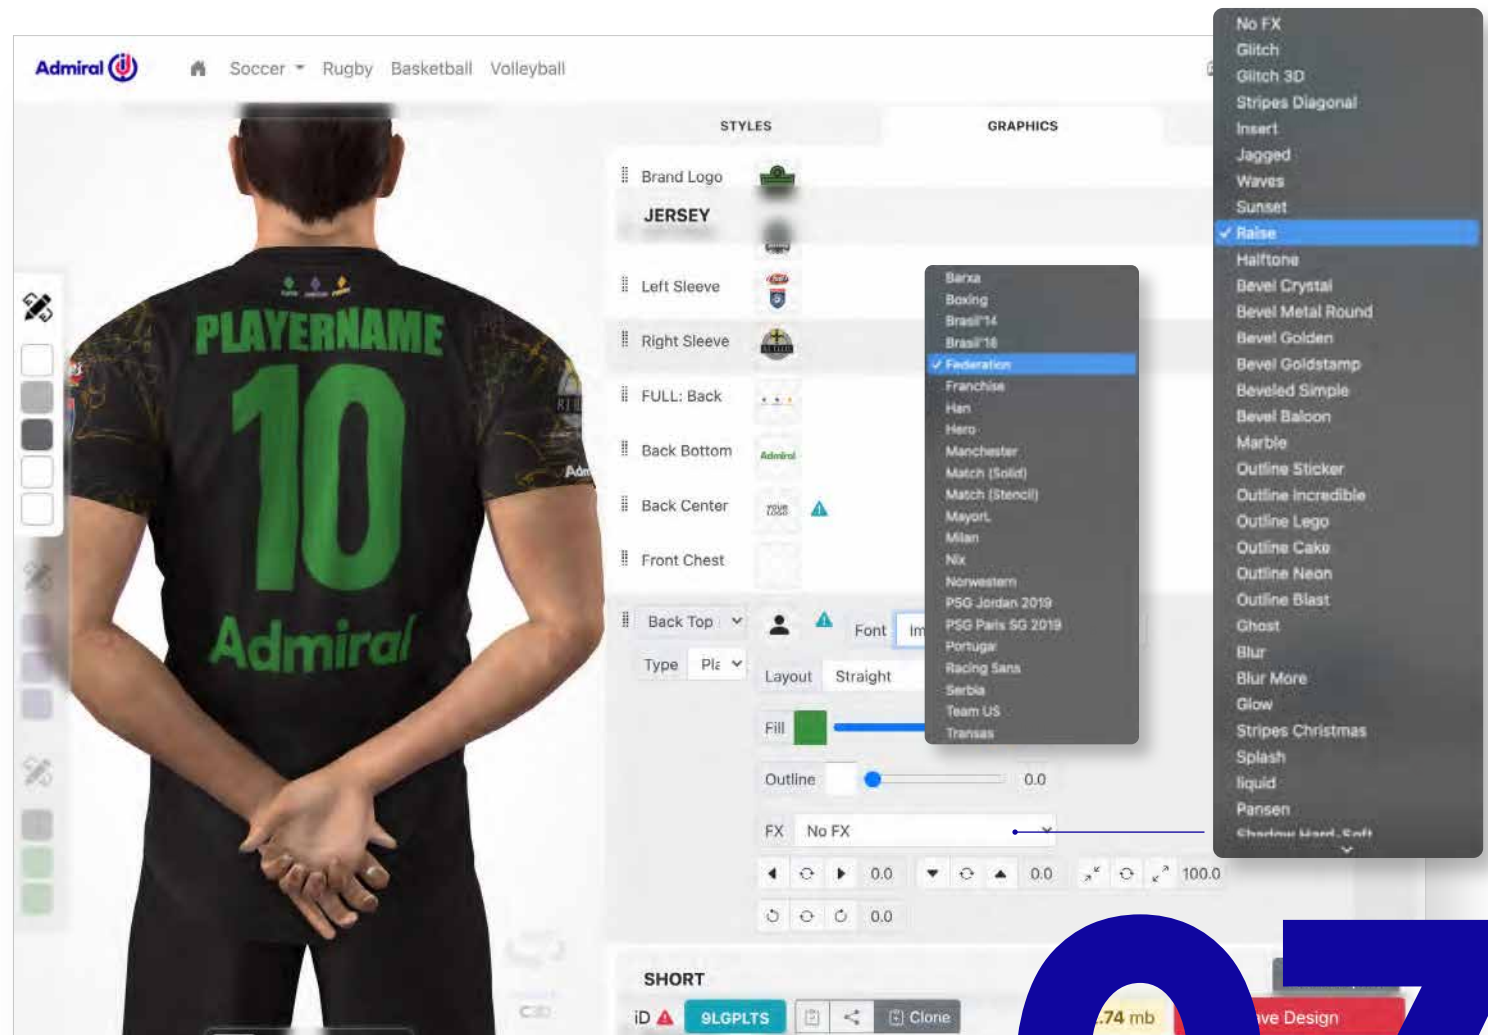 Admiral
Soccer Rugby Basketball Volleyball
STYLES
GRAPHICS
Brand Logo
JERSEY
Left Sleeve
Right Sleeve
FULL: Back
Back Bottom
Admiral
Back Center
YOUR
LOGO
Front Chest
Back Top
Font
Type
Layout Straight
Fill
Outline 0.0
FX No FX
0.0 0.0 100.0
0.0
SHORT
iD 9LGPLTS Clone .74 mb ve Design
PLAYERNAME
10
Admiral
Barxa
Boxing
Brasil'14
Brasil'18
Federation
Franchise
Han
Hero
Manchester
Match (Solid)
Match (Stencil)
MayorL
Milan
Nix
Norwestern
PSG Jordan 2019
PSG Paris SG 2019
Portugal
Racing Sans
Serbia
Team US
Transas
No FX
Glitch
Glitch 3D
Stripes Diagonal
Insert
Jagged
Waves
Sunset
Raise
Halftone
Bevel Crystal
Bevel Metal Round
Bevel Golden
Bevel Goldstamp
Beveled Simple
Bevel Baloon
Marble
Outline Sticker
Outline Incredible
Outline Lego
Outline Cake
Outline Neon
Outline Blast
Ghost
Blur
Blur More
Glow
Stripes Christmas
Splash
liquid
Pansen
Shadow Hard-Soft
07